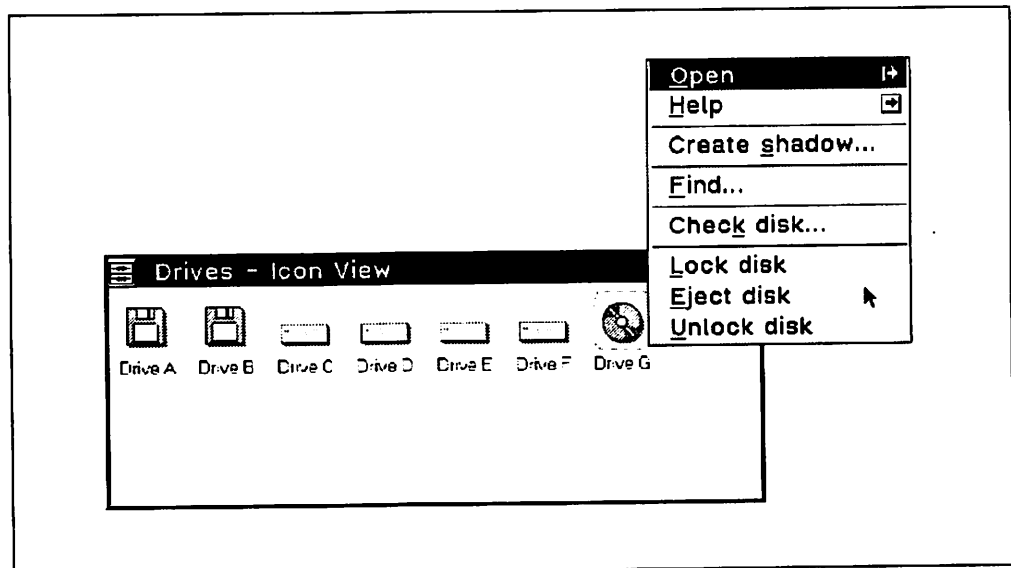 Open
Help
Create shadow...
Find...
Check disk...
Lock disk
Eject disk
Unlock disk
Drives - Icon View
Drive A Drive B Drive C Drive D Drive E Drive F Drive G